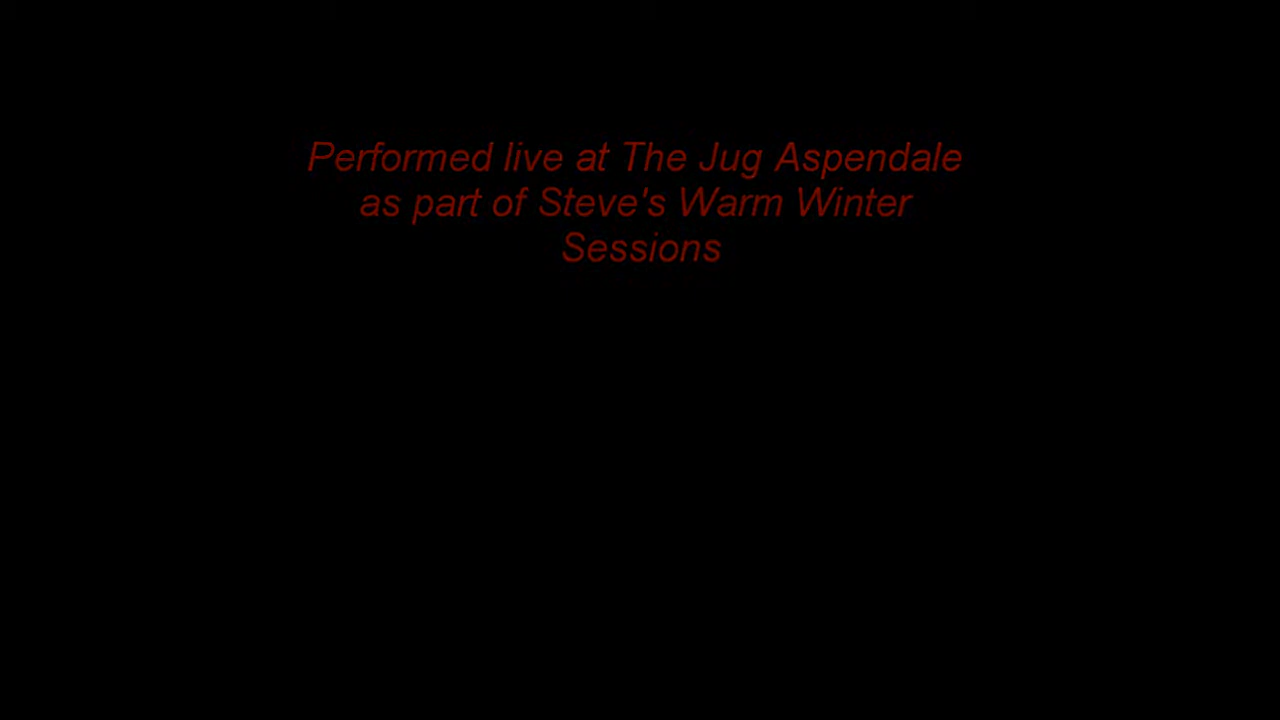 Performed live at The Jug Aspendale
as part of Steve's Warm Winter
Sessions